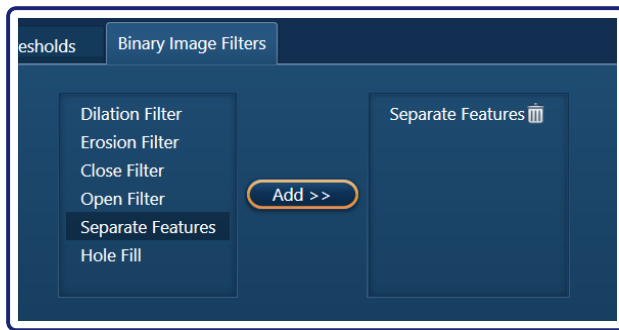 esholds
Binary Image Filters
Dilation Filter
Erosion Filter
Close Filter
Open Filter
Separate Features
Hole Fill
Add >>
Separate Features